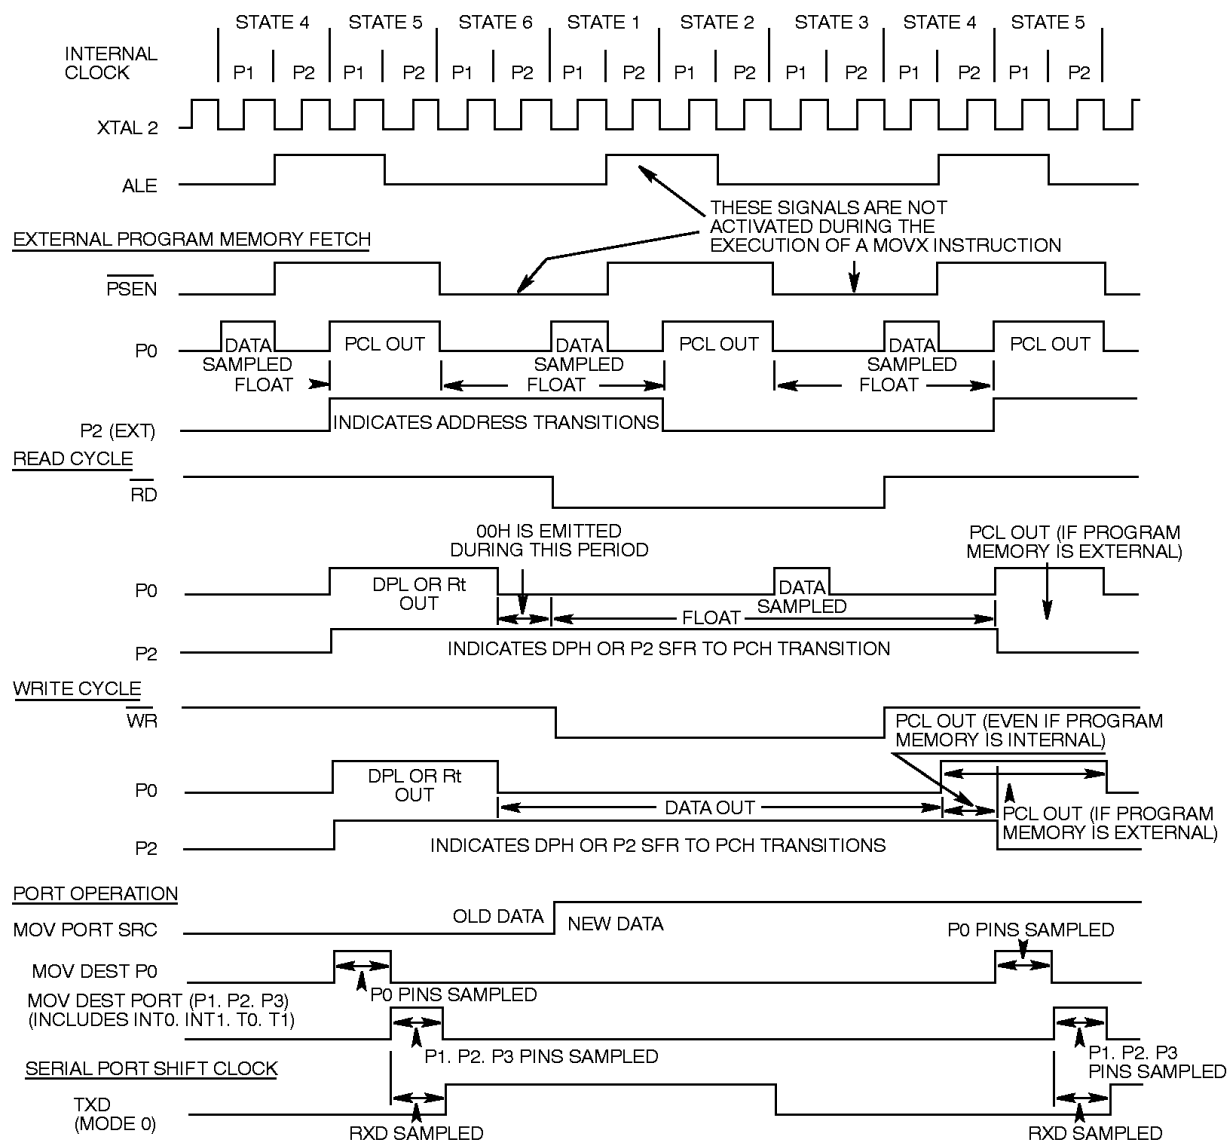 STATE 4 STATE 5 STATE 6 STATE 1 STATE 2 STATE 3 STATE 4 STATE 5
INTERNAL
CLOCK
P1 P2 P1 P2 P1 P2 P1 P2 P1 P2 P1 P2 P1 P2 P1 P2
XTAL 2
ALE
THESE SIGNALS ARE NOT
ACTIVATED DURING THE
EXECUTION OF A MOVX INSTRUCTION
EXTERNAL PROGRAM MEMORY FETCH
PSEN
P0
DATA
SAMPLED
FLOAT
PCL OUT
DATA
SAMPLED
FLOAT
PCL OUT
DATA
SAMPLED
FLOAT
PCL OUT
P2 (EXT)
INDICATES ADDRESS TRANSITIONS
READ CYCLE
RD
00H IS EMITTED
DURING THIS PERIOD
PCL OUT (IF PROGRAM
MEMORY IS EXTERNAL)
P0
DPL OR Rt
OUT
DATA
SAMPLED
FLOAT
P2
INDICATES DPH OR P2 SFR TO PCH TRANSITION
WRITE CYCLE
WR
PCL OUT (EVEN IF PROGRAM
MEMORY IS INTERNAL)
P0
DPL OR Rt
OUT
DATA OUT
PCL OUT (IF PROGRAM
MEMORY IS EXTERNAL)
P2
INDICATES DPH OR P2 SFR TO PCH TRANSITIONS
PORT OPERATION
MOV PORT SRC
OLD DATA
NEW DATA
P0 PINS SAMPLED
MOV DEST P0
P0 PINS SAMPLED
MOV DEST PORT (P1. P2. P3)
(INCLUDES INT0. INT1. T0. T1)
P1. P2. P3 PINS SAMPLED
P1. P2. P3
PINS SAMPLED
SERIAL PORT SHIFT CLOCK
TXD
(MODE 0)
RXD SAMPLED
RXD SAMPLED